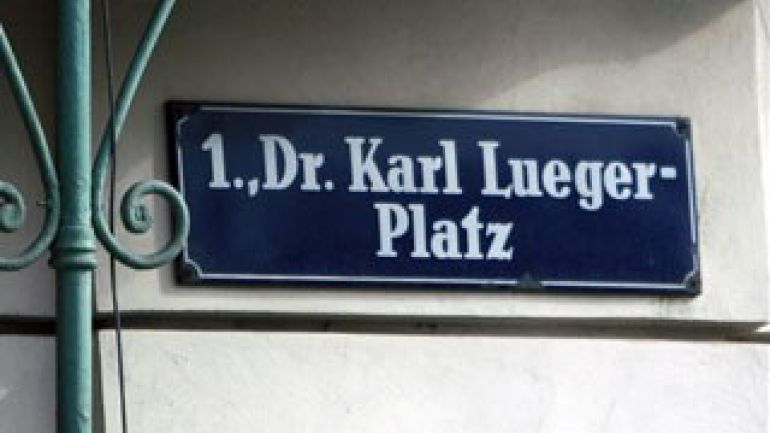 1.,Dr. Karl Lueger-
Platz